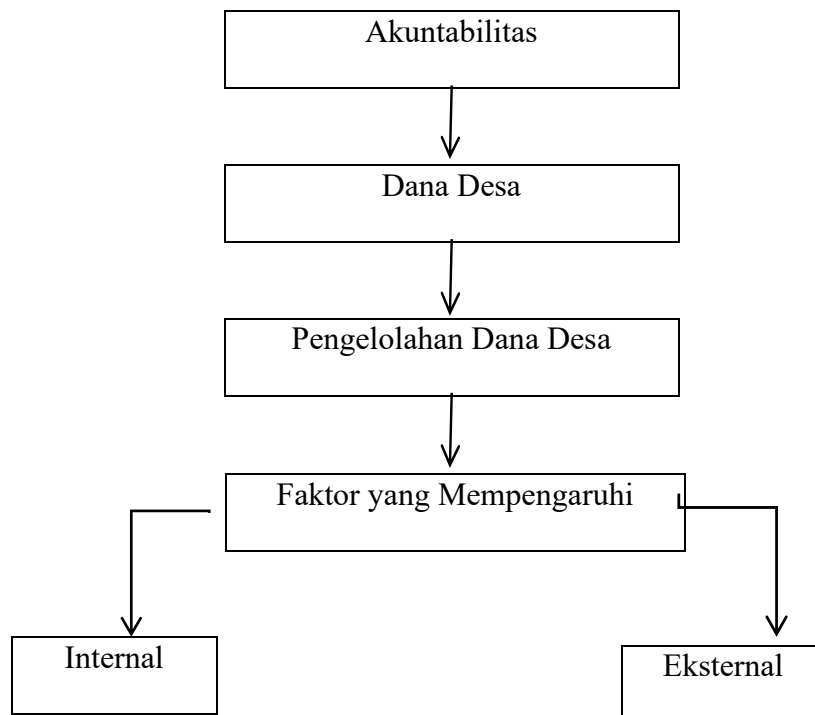 Akuntabilitas
Dana Desa
Pengelolahan Dana Desa
Faktor yang Mempengaruhi
Internal
Eksternal